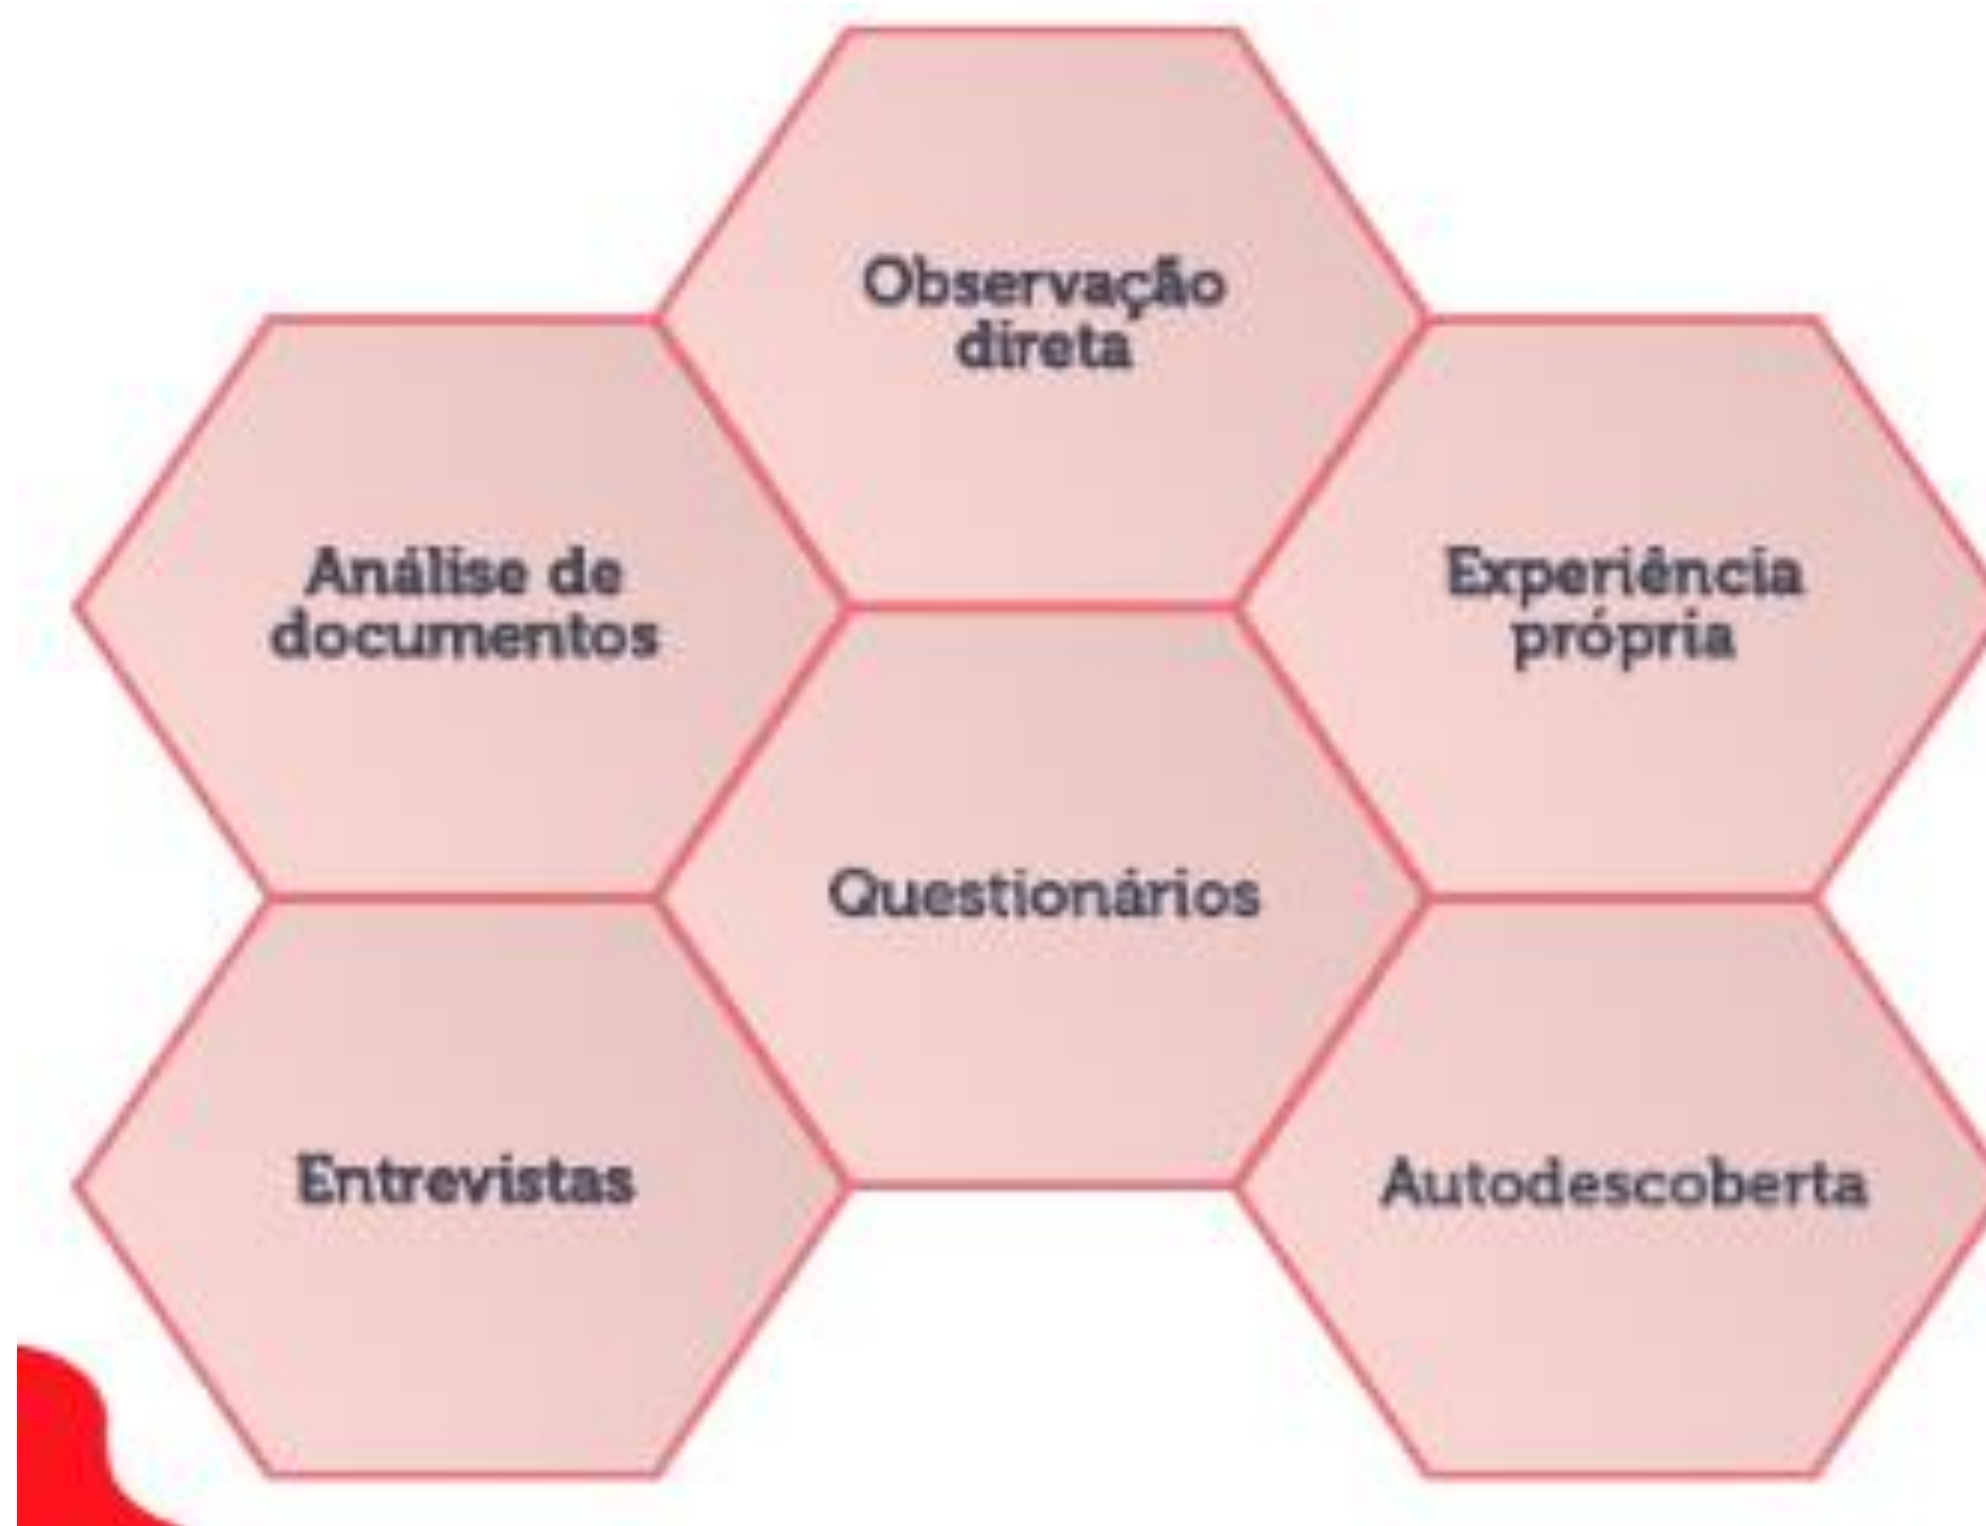 Observação
direta
Análise de
documentos
Experiência
própria
Questionários
Entrevistas
Autodescoberta